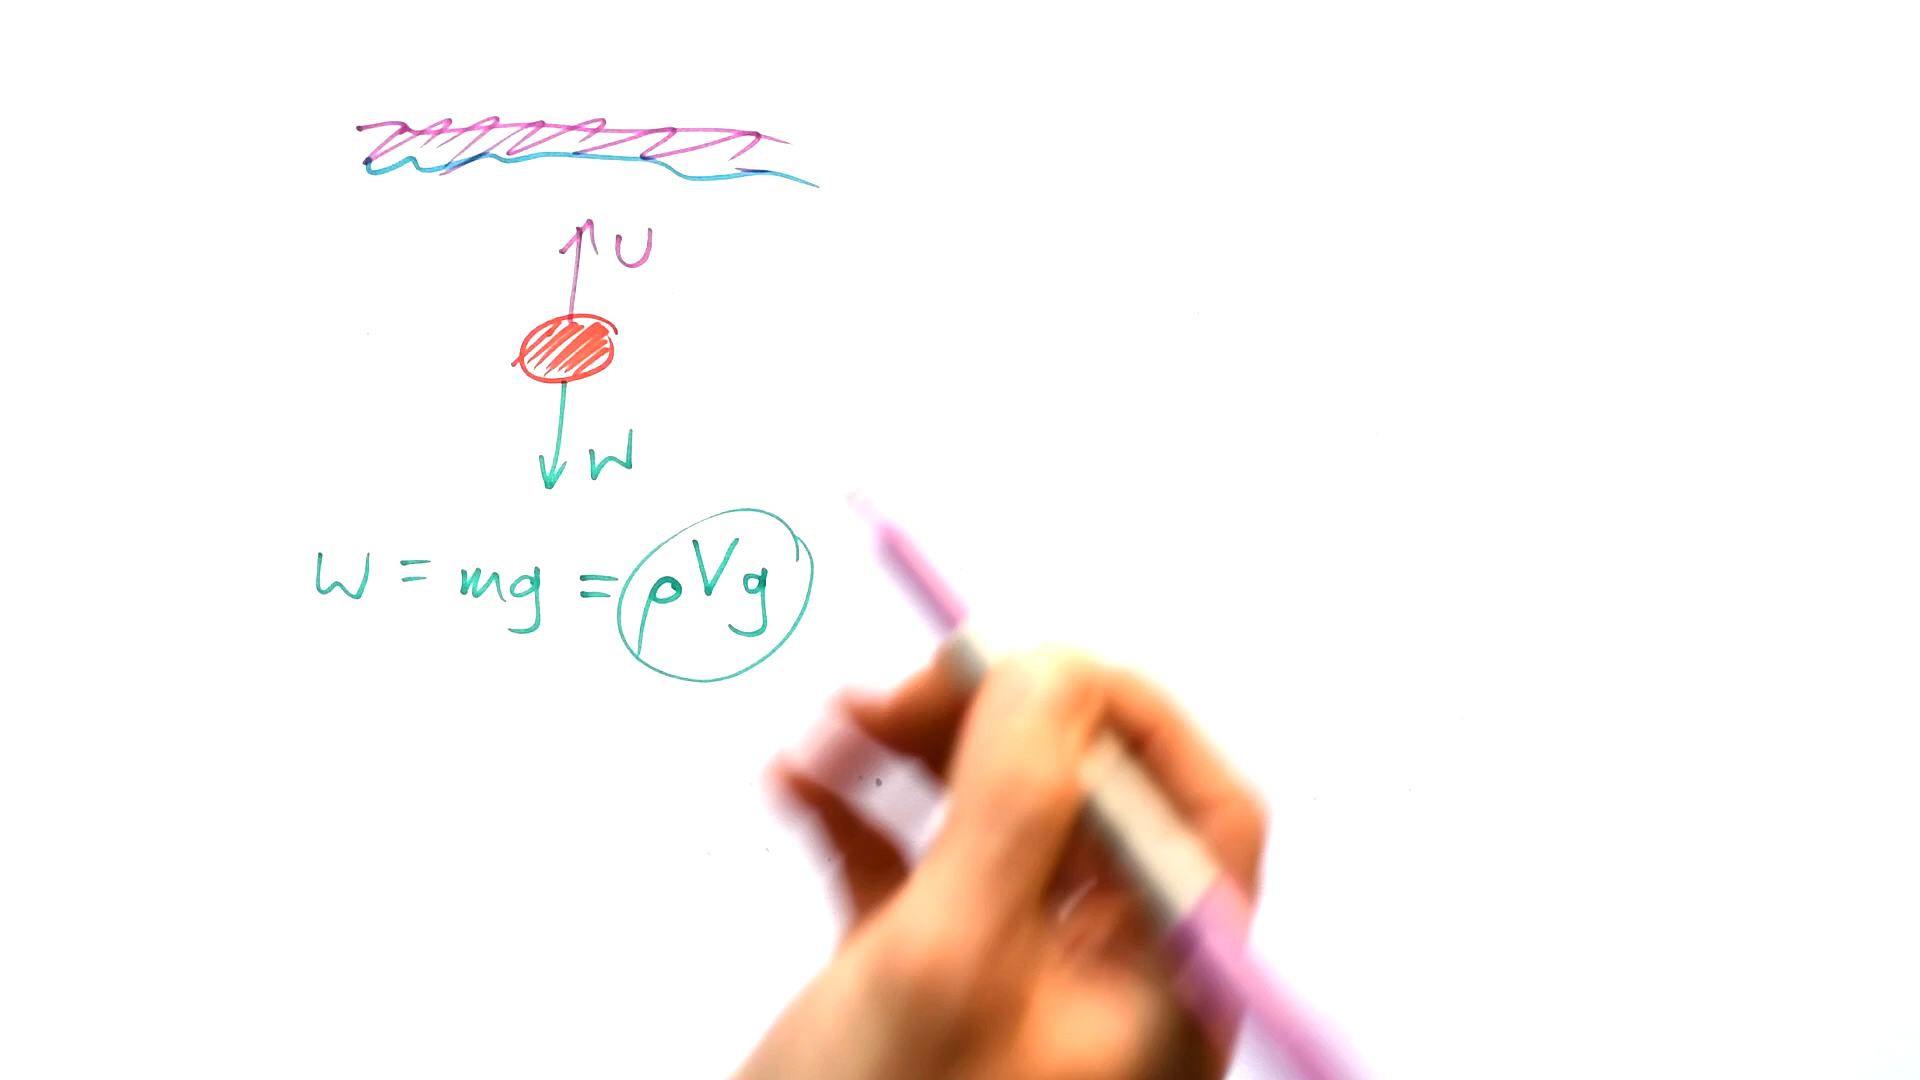 U
W
W = mg = ρVg